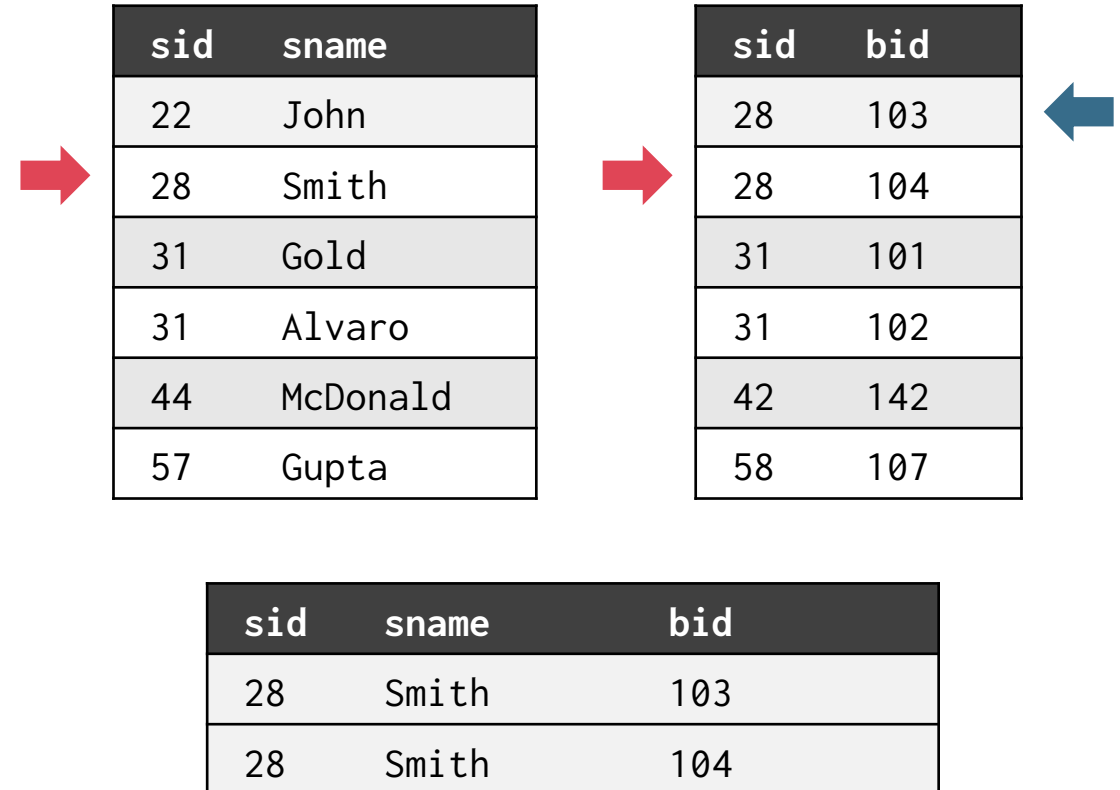 sid sname
22 John
28 Smith
31 Gold
31 Alvaro
44 McDonald
57 Gupta
sid bid
28 103
28 104
31 101
31 102
42 142
58 107
sid sname bid
28 Smith 103
28 Smith 104